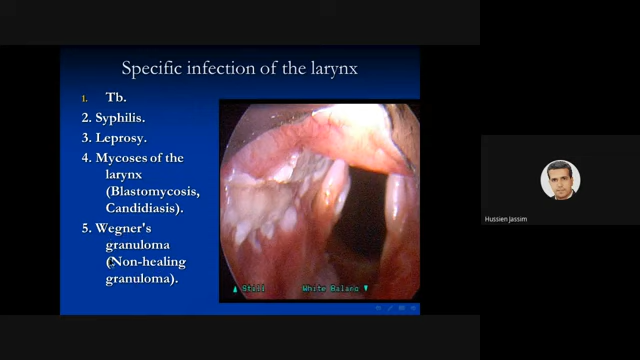 Specific infection of the larynx
1. Tb.
2. Syphilis.
3. Leprosy.
4. Mycoses of the
larynx
(Blastomycosis,
Candidiasis).
5. Wegner's
granuloma
(Non-healing
granuloma).
▲ Still White Balanc ▼
Hussien Jassim